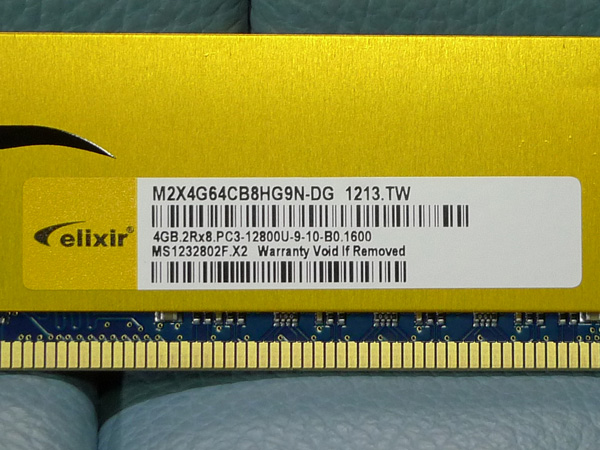 elixir®
M2X4G64CB8HG9N-DG 1213.TW
4GB.2Rx8.PC3-12800U-9-10-B0.1600
MS1232802F.X2 Warranty Void If Removed